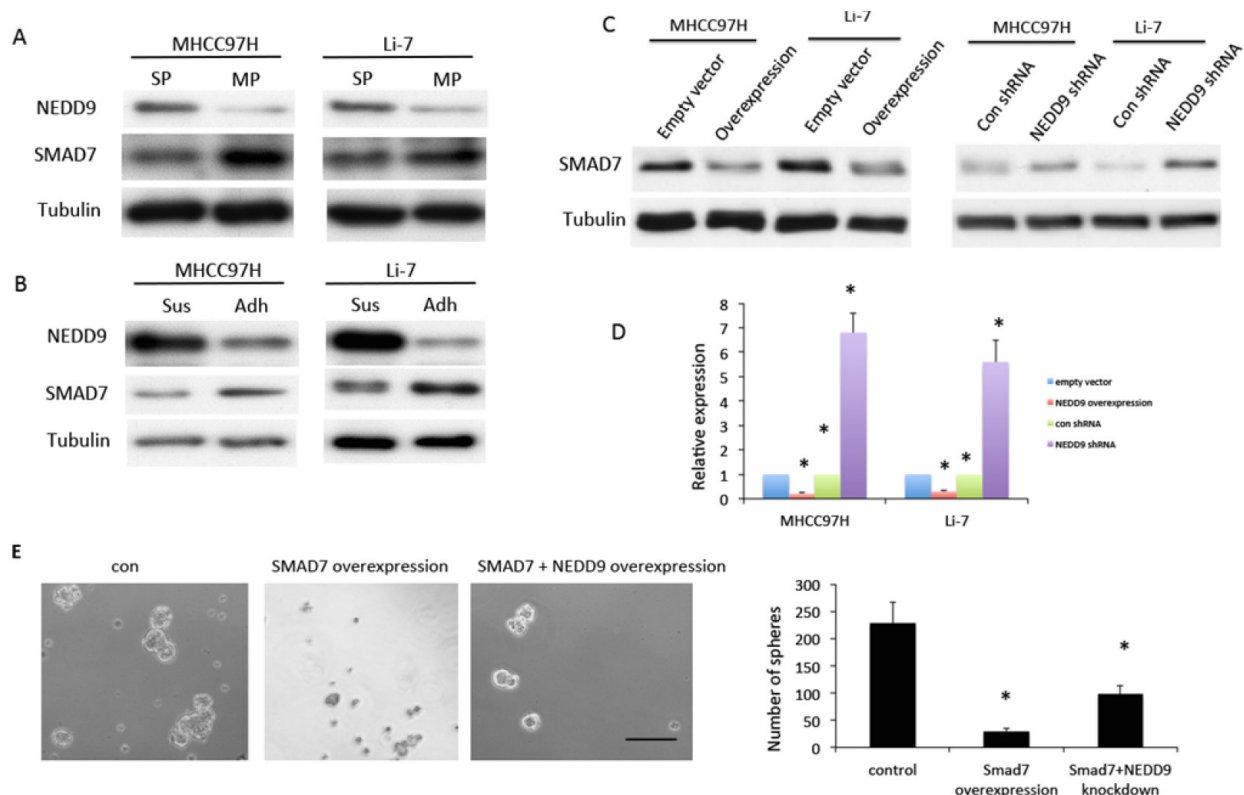 A
MHCC97H Li-7
SP MP SP MP
NEDD9
SMAD7
Tubulin
B
MHCC97H Li-7
Sus Adh Sus Adh
NEDD9
SMAD7
Tubulin
C
MHCC97H Li-7 MHCC97H Li-7
Empty vector Overexpression Empty vector Overexpression Con shRNA NEDD9 shRNA Con shRNA NEDD9 shRNA
SMAD7
Tubulin
D
Relative expression
8
7
6
5
4
3
2
1
0
* * * * * *
MHCC97H Li-7
empty vector
NEDD9 overexpression
con shRNA
NEDD9 shRNA
E
con SMAD7 overexpression SMAD7 + NEDD9 overexpression
Number of spheres
300
250
200
150
100
50
0
* *
control Smad7 Smad7+NEDD9
overexpression knockdown